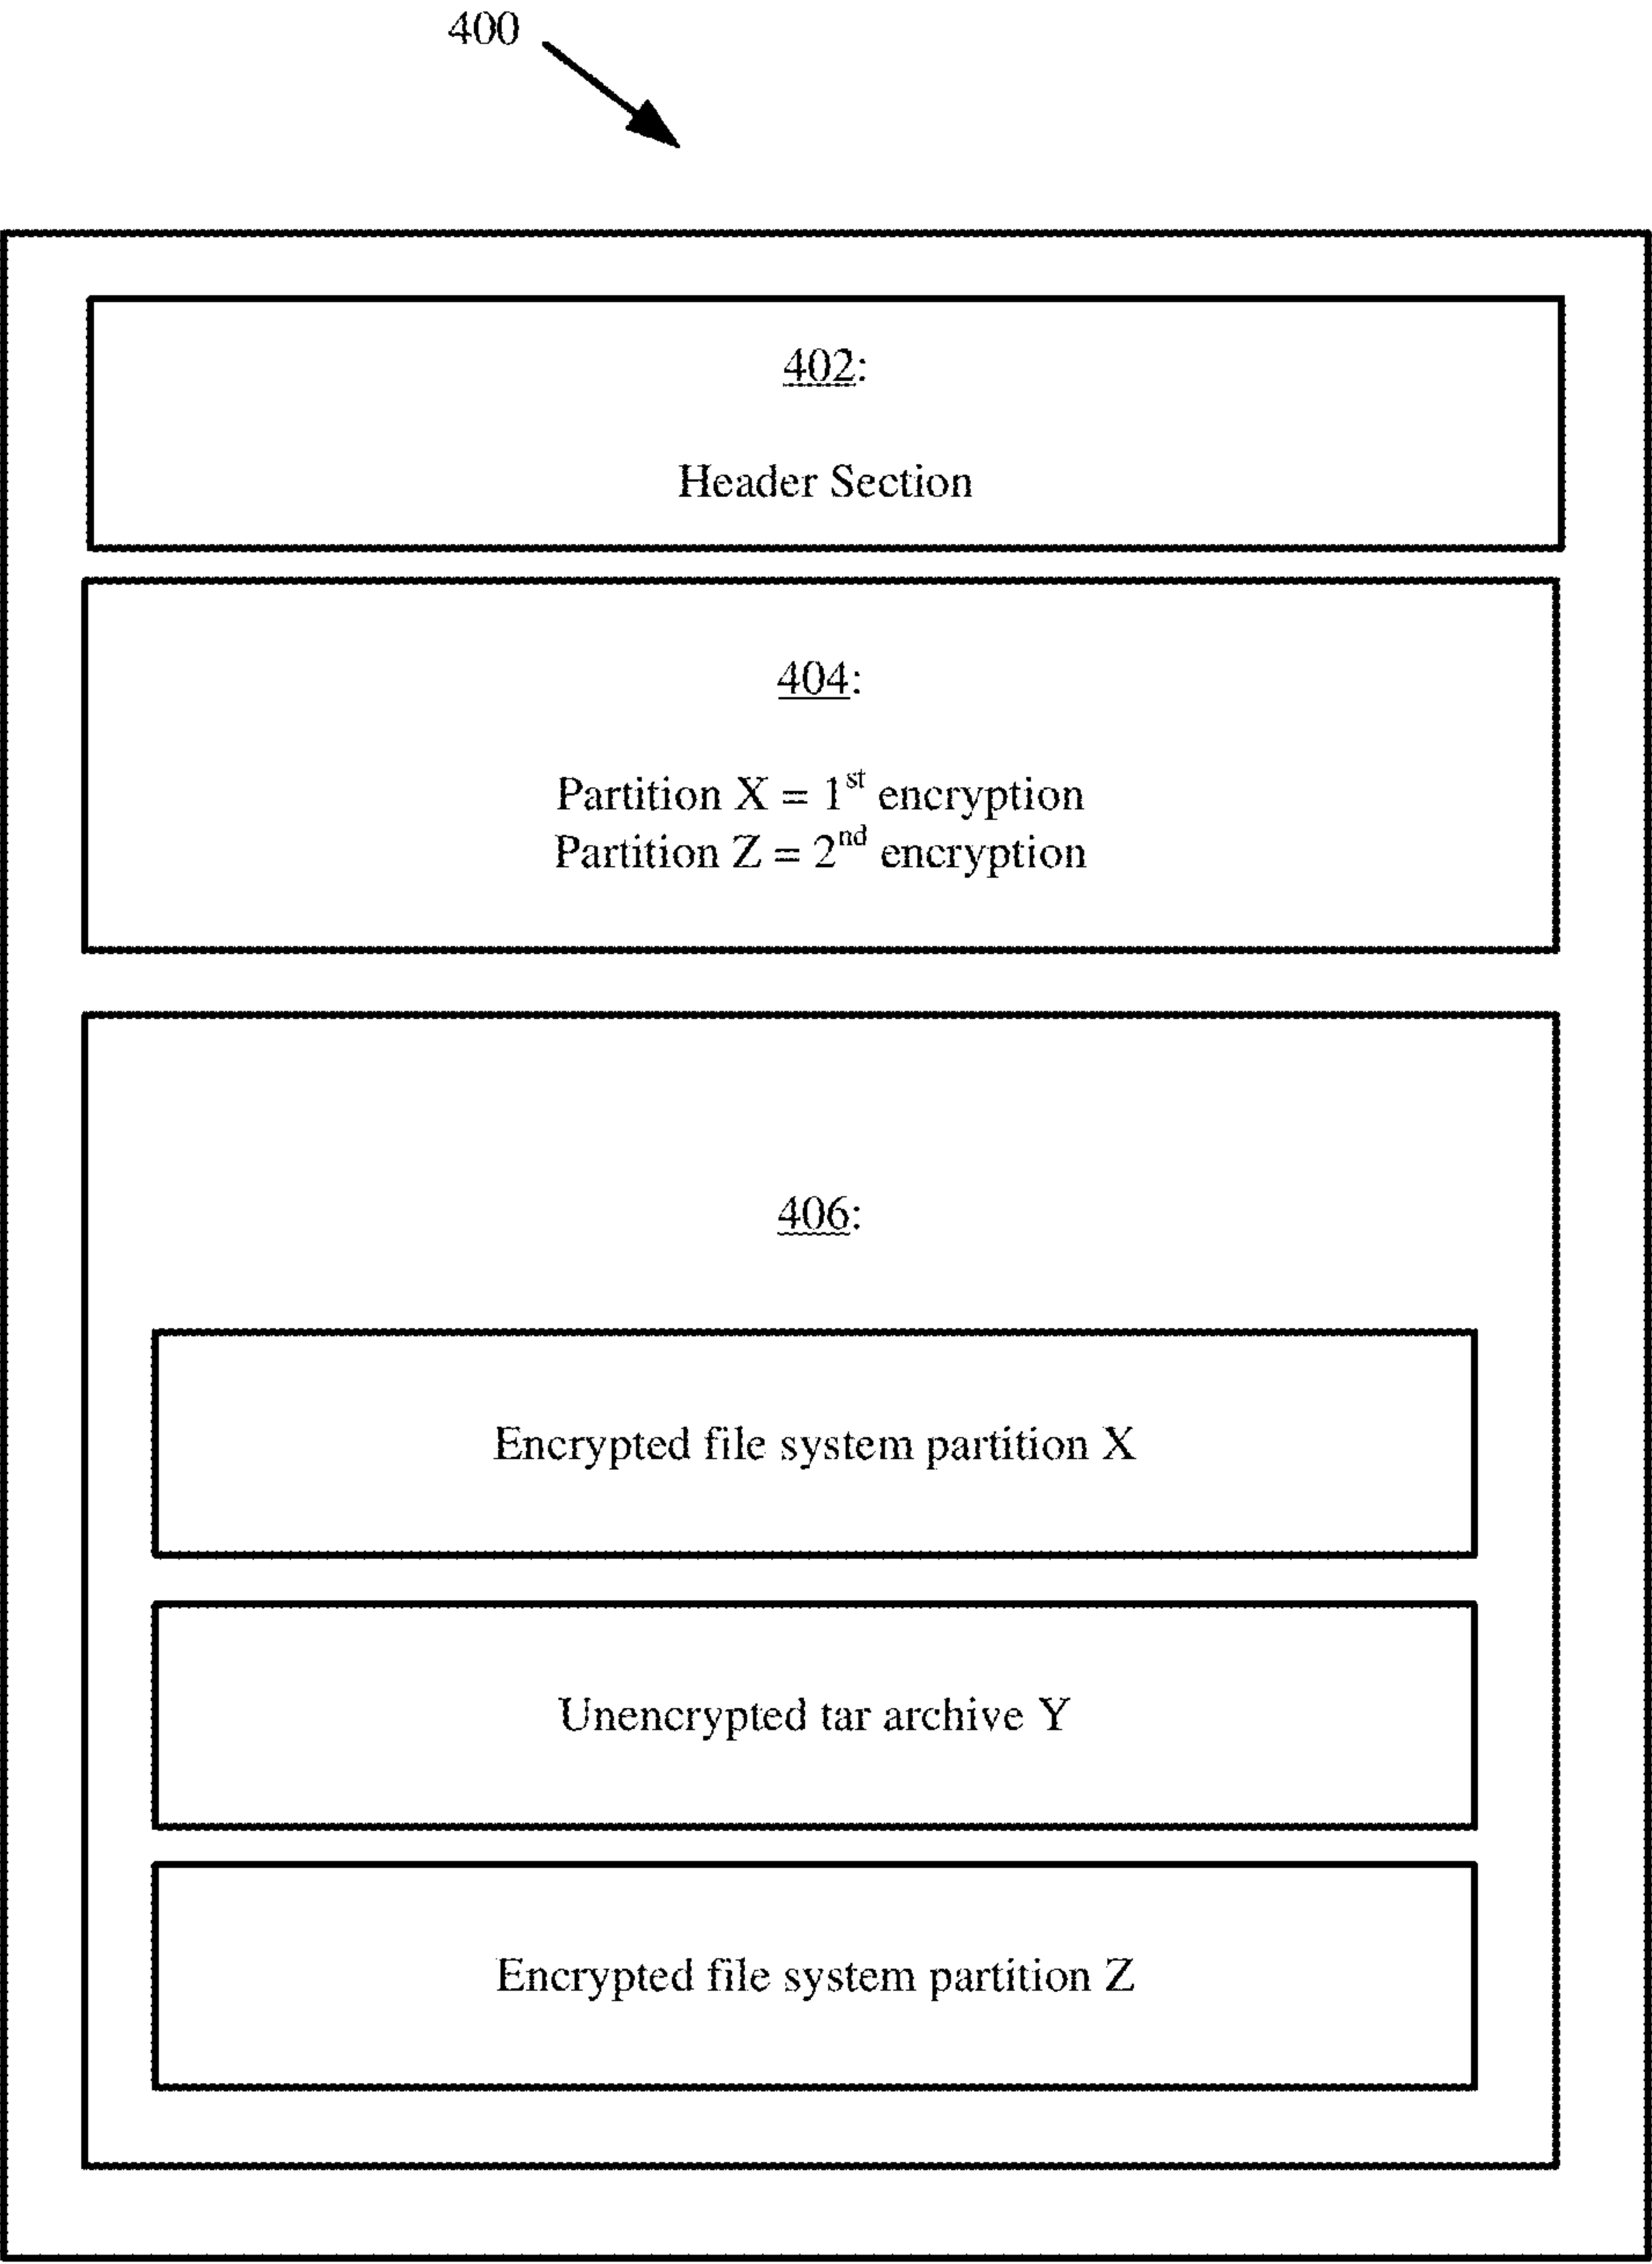 400
402:
Header Section
404:
Partition X = 1st encryption
Partition Z = 2nd encryption
406:
Encrypted file system partition X
Unencrypted tar archive Y
Encrypted file system partition Z